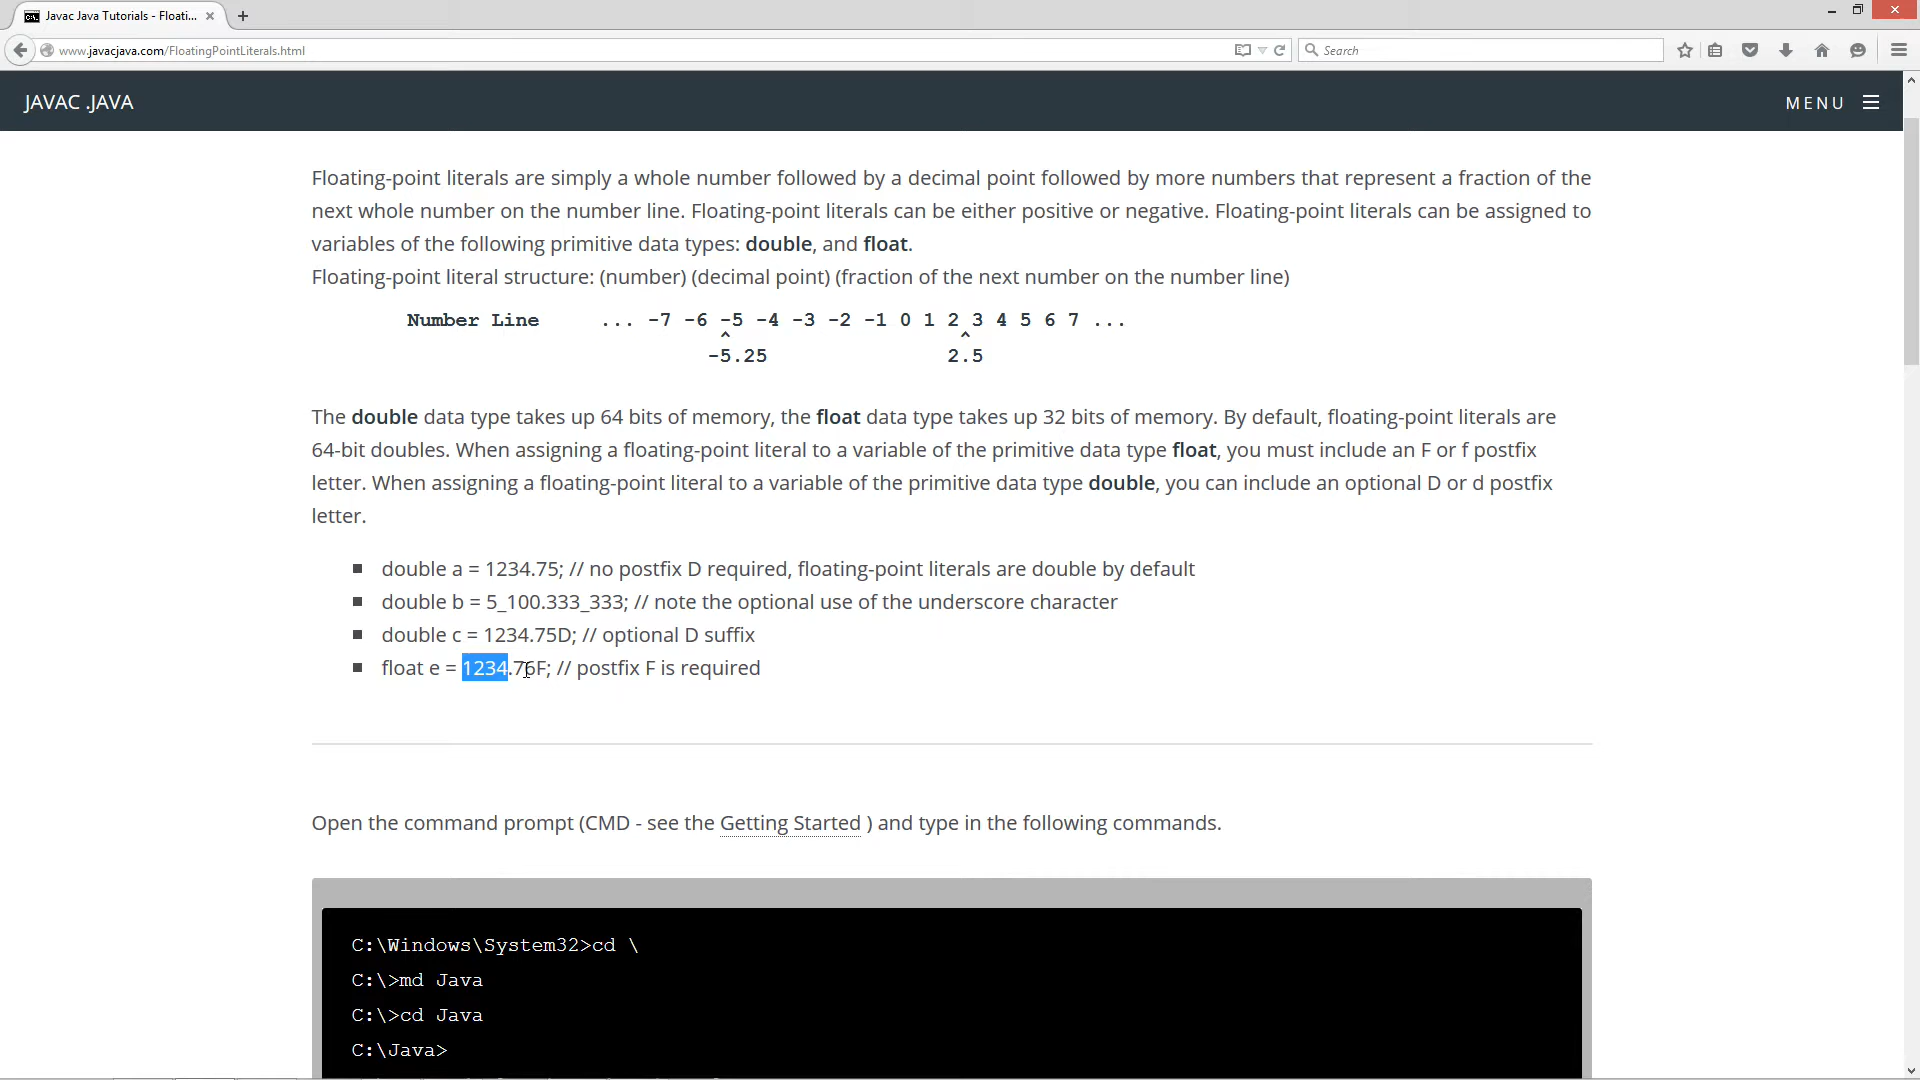 Javac Java Tutorials - Floati...
www.javacjava.com/FloatingPointLiterals.html
Search
JAVAC .JAVA
MENU
Floating-point literals are simply a whole number followed by a decimal point followed by more numbers that represent a fraction of the
next whole number on the number line. Floating-point literals can be either positive or negative. Floating-point literals can be assigned to
variables of the following primitive data types: double, and float.
Floating-point literal structure: (number) (decimal point) (fraction of the next number on the number line)
Number Line ... -7 -6 -5 -4 -3 -2 -1 0 1 2 3 4 5 6 7 ...
^ ^
-5.25 2.5
The double data type takes up 64 bits of memory, the float data type takes up 32 bits of memory. By default, floating-point literals are
64-bit doubles. When assigning a floating-point literal to a variable of the primitive data type float, you must include an F or f postfix
letter. When assigning a floating-point literal to a variable of the primitive data type double, you can include an optional D or d postfix
letter.
double a = 1234.75; // no postfix D required, floating-point literals are double by default
double b = 5_100.333_333; // note the optional use of the underscore character
double c = 1234.75D; // optional D suffix
float e = 1234.76F; // postfix F is required
Open the command prompt (CMD - see the Getting Started ) and type in the following commands.
C:\Windows\System32>cd \
C:\>md Java
C:\>cd Java
C:\Java>